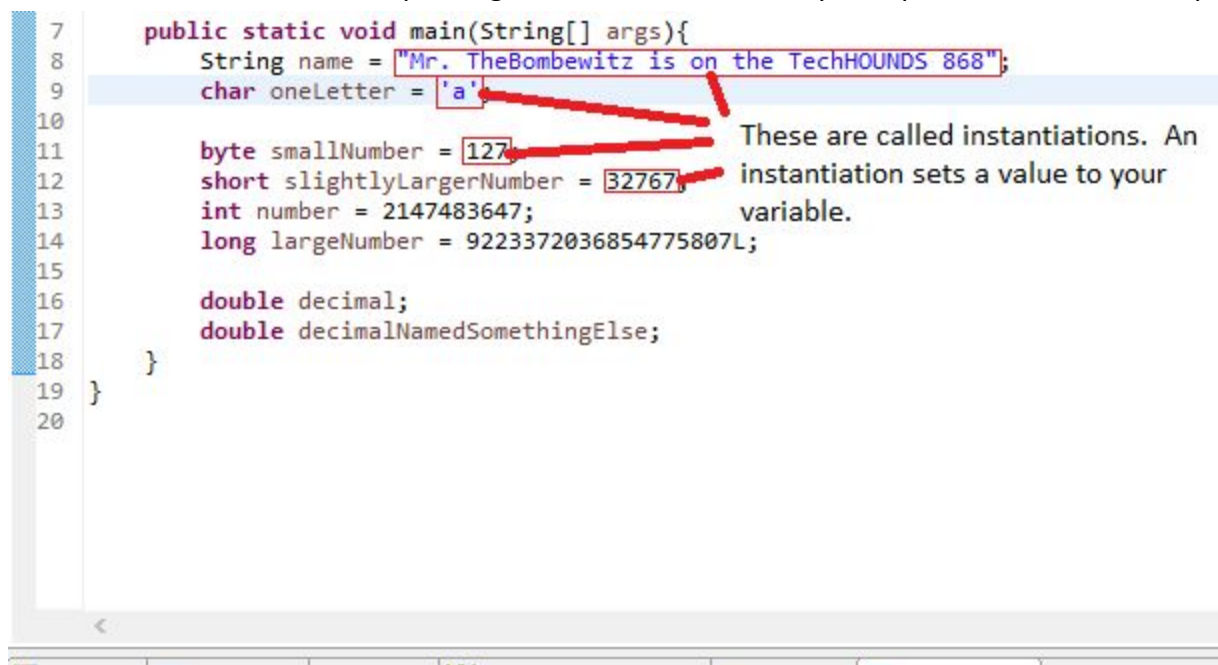 7 public static void main(String[] args){
8 String name = "Mr. TheBombewitz is on the TechHOUNDS 868";
9 char oneLetter = 'a';
10
11 byte smallNumber = 127;
12 short slightlyLargerNumber = 32767;
13 int number = 2147483647;
14 long largeNumber = 9223372036854775807L;
15
16 double decimal;
17 double decimalNamedSomethingElse;
18 }
19 }
20
These are called instantiations. An
instantiation sets a value to your
variable.